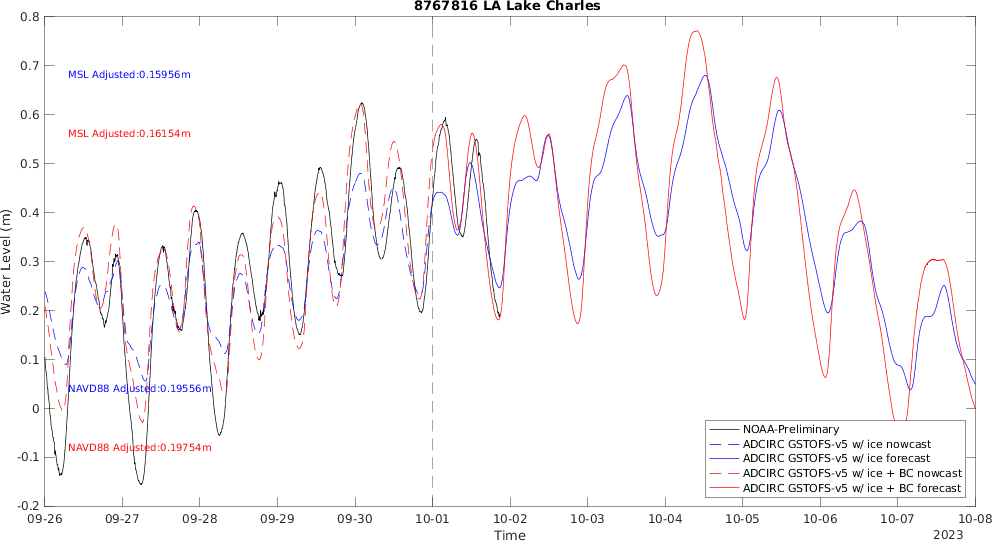 8767816 LA Lake Charles
0.8
0.7
0.6
0.5
0.4
0.3
0.2
0.1
0
-0.1
-0.2
Water Level (m)
MSL Adjusted:0.15956m
MSL Adjusted:0.16154m
NAVD88 Adjusted:0.19556m
NAVD88 Adjusted:0.19754m
NOAA-Preliminary
ADCIRC GSTOFS-v5 w/ ice nowcast
ADCIRC GSTOFS-v5 w/ ice forecast
ADCIRC GSTOFS-v5 w/ ice + BC nowcast
ADCIRC GSTOFS-v5 w/ ice + BC forecast
09-26 09-27 09-28 09-29 09-30 10-01 10-02 10-03 10-04 10-05 10-06 10-07 10-08
Time
2023